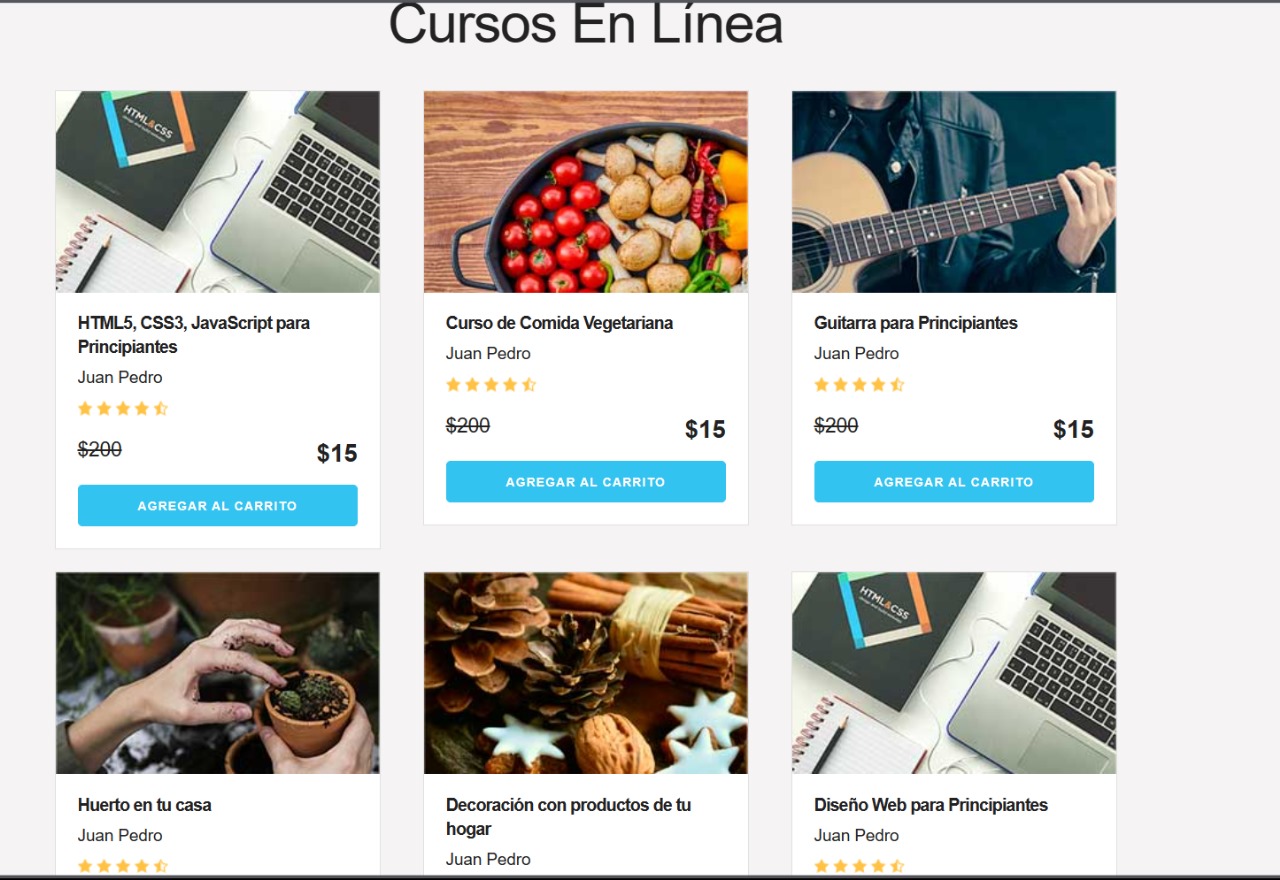 Cursos En Línea
HTML&CSS
HTML5, CSS3, JavaScript para
Principiantes
Juan Pedro
$200
$15
AGREGAR AL CARRITO
Curso de Comida Vegetariana
Juan Pedro
$200
$15
AGREGAR AL CARRITO
Guitarra para Principiantes
Juan Pedro
$200
$15
AGREGAR AL CARRITO
Huerto en tu casa
Juan Pedro
Decoración con productos de tu
hogar
Juan Pedro
HTML&CSS
Diseño Web para Principiantes
Juan Pedro